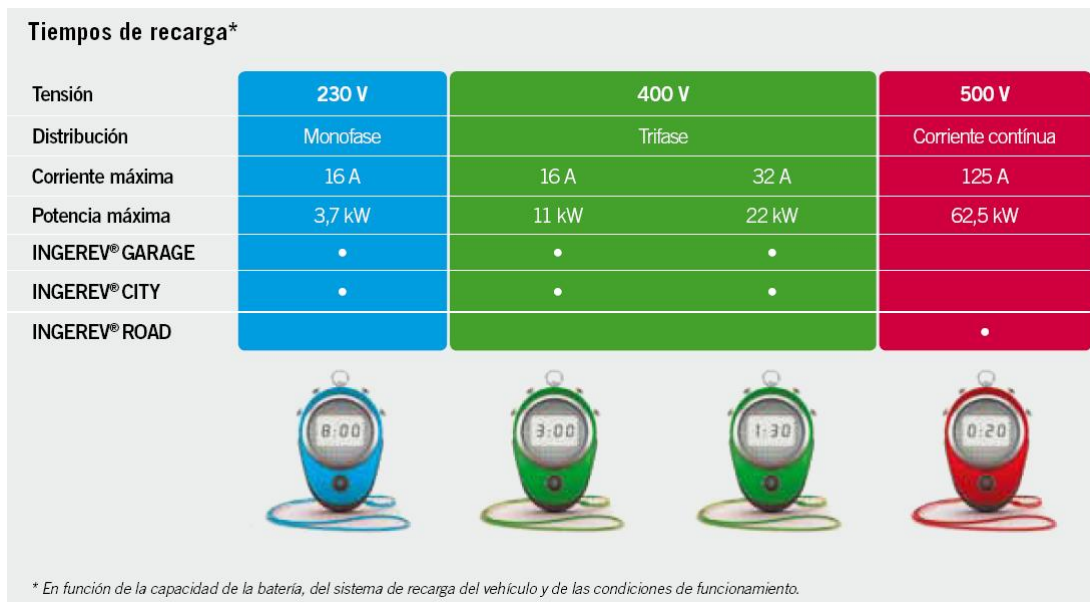 Tiempos de recarga*
Tensión 230 V 400 V 500 V
Distribución Monofase Trifase Corriente contínua
Corriente máxima 16 A 16 A 32 A 125 A
Potencia máxima 3,7 kW 11 kW 22 kW 62,5 kW
INGEREV® GARAGE • • •
INGEREV® CITY • • •
INGEREV® ROAD •
8:00 3:00 1:30 0:20
* En función de la capacidad de la batería, del sistema de recarga del vehículo y de las condiciones de funcionamiento.